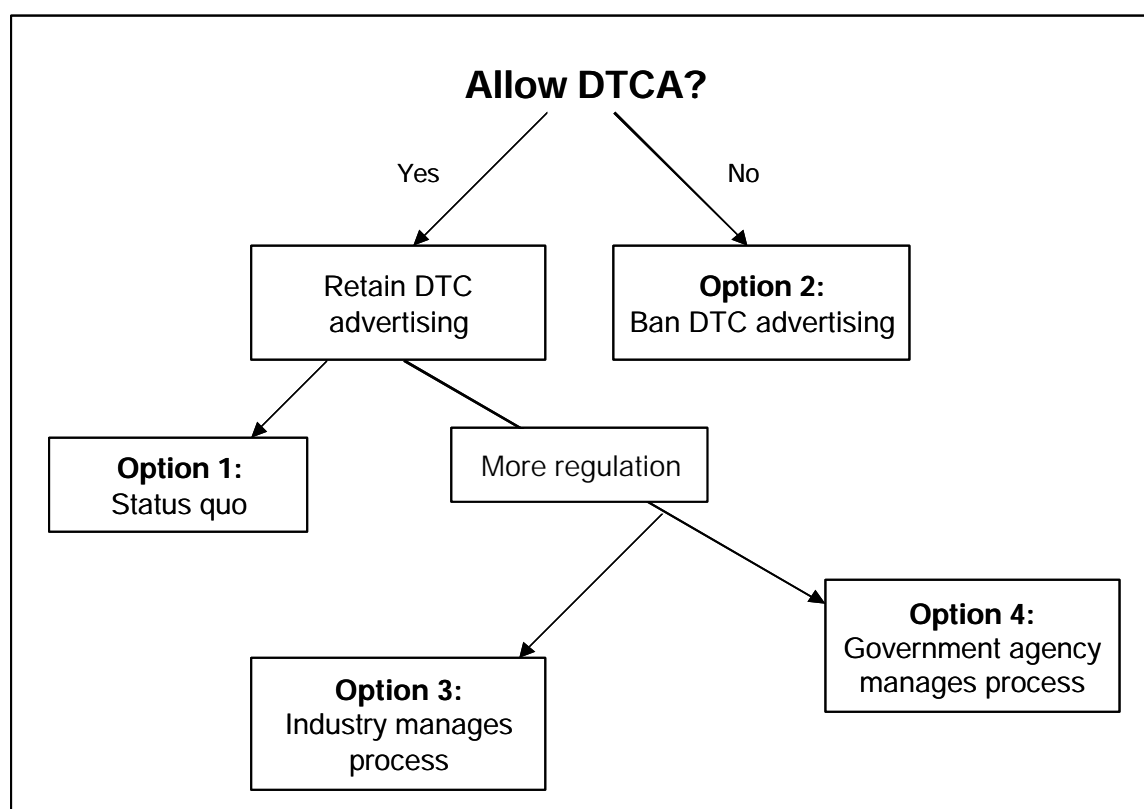 Allow DTCA?
Yes
No
Retain DTC
advertising
Option 2:
Ban DTC advertising
Option 1:
Status quo
More regulation
Option 3:
Industry manages
process
Option 4:
Government agency
manages process